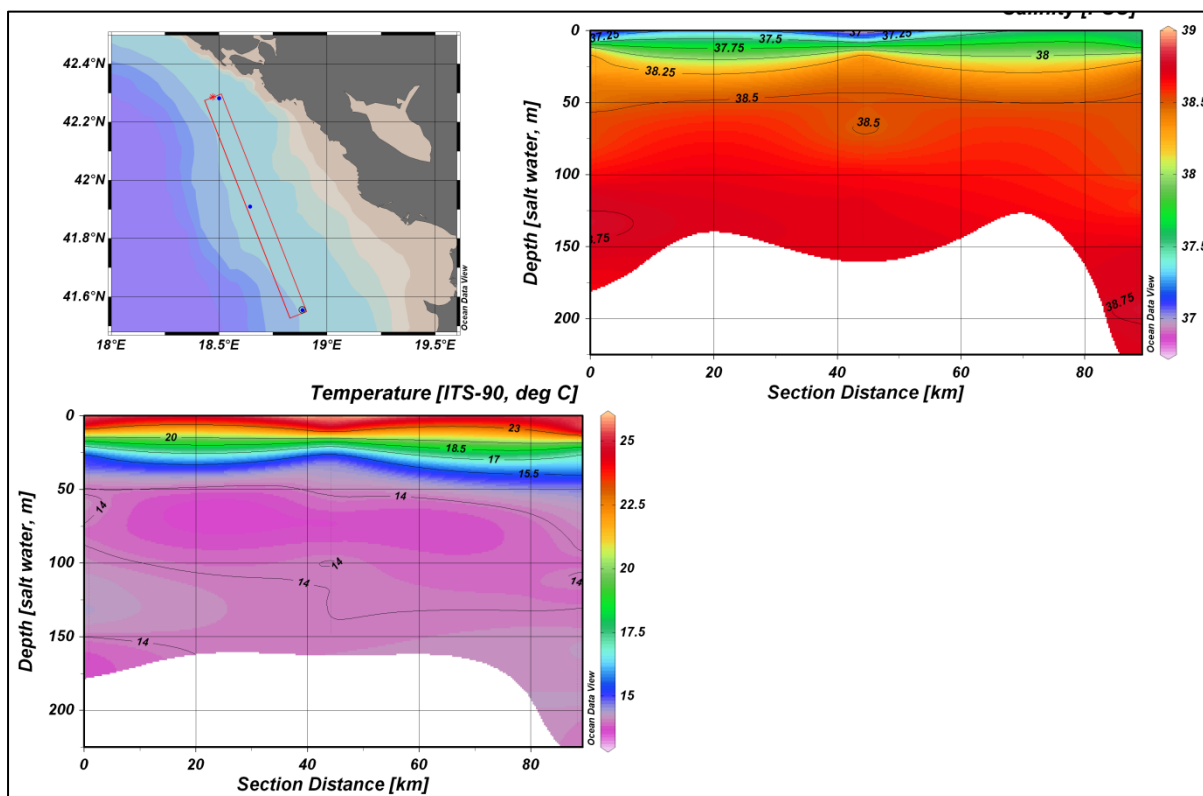 Salinity
42.4°N
42.2°N
42°N
41.8°N
41.6°N
18°E
18.5°E
19°E
19.5°E
Ocean Data View
0
50
100
150
200
Depth [salt water, m]
37.25
37.5
37
37.25
37.75
38
38.25
38.5
38.5
38.75
0
20
40
60
80
Section Distance [km]
39
38.5
38
37.5
37
Ocean Data View
Temperature [ITS-90, deg C]
0
50
100
150
200
Depth [salt water, m]
23
20
18.5
17
15.5
14
14
14
14
14
14
0
20
40
60
80
Section Distance [km]
25
22.5
20
17.5
15
Ocean Data View